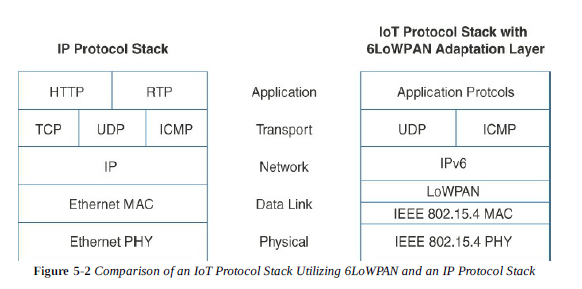 IP Protocol Stack
IoT Protocol Stack with
6LoWPAN Adaptation Layer
HTTP RTP Application Application Protcols
TCP UDP ICMP Transport UDP ICMP
IP Network IPv6
Ethernet MAC Data Link LoWPAN
IEEE 802.15.4 MAC
Ethernet PHY Physical IEEE 802.15.4 PHY
Figure 5-2 Comparison of an IoT Protocol Stack Utilizing 6LoWPAN and an IP Protocol Stack